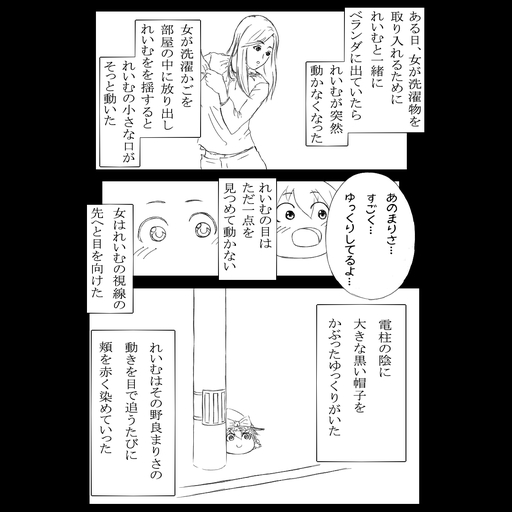 ある日、女が洗濯物を
取り入れるために
れいむと一緒に
ベランダに出ていたら
れいむが突然
動かなくなった
女が洗濯かごを
部屋の中に放り出し
れいむをを揺すると
れいむの小さな口が
そっと動いた
あのまりさ…
すごく…
ゆっくりしてるよ…
れいむの目は
ただ一点を
見つめて動かない
女はれいむの視線の
先へと目を向けた
電柱の陰に
大きな黒い帽子を
かぶったゆっくりがいた
れいむはその野良まりさの
動きを目で追うたびに
頬を赤く染めていった